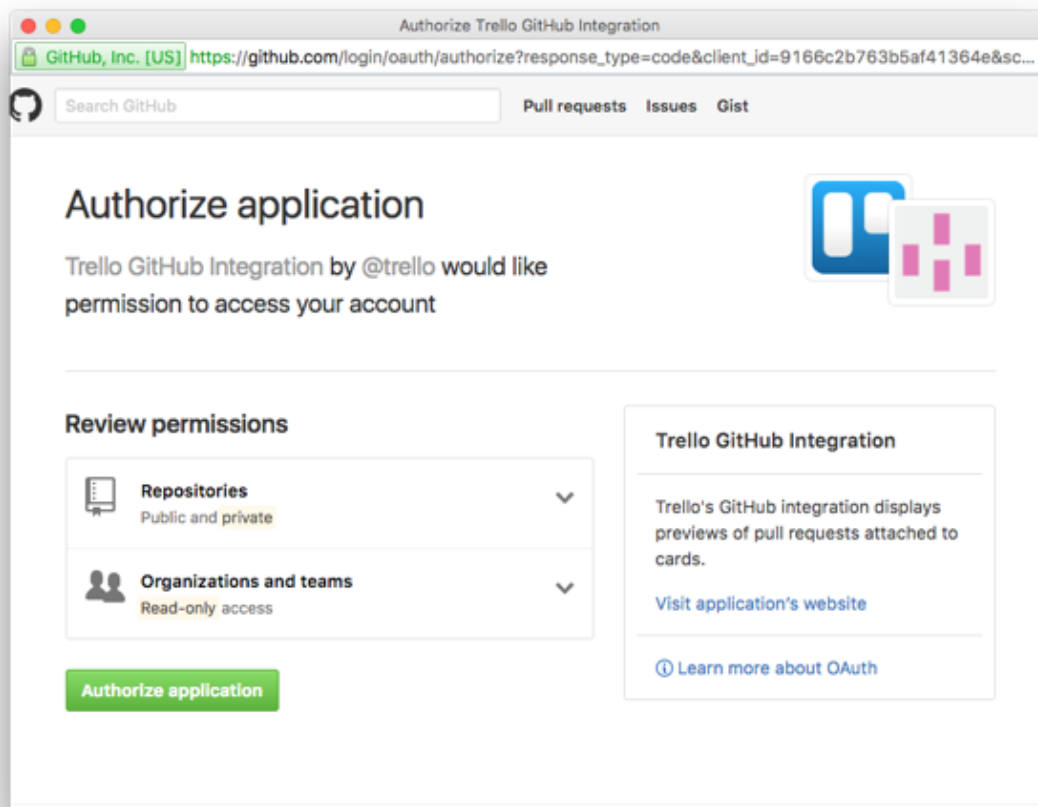 Authorize Trello GitHub Integration
GitHub, Inc. [US] https://github.com/login/oauth/authorize?response_type=code&client_id=9166c2b763b5af41364e&sc...
Search GitHub Pull requests Issues Gist
Authorize application
Trello GitHub Integration by @trello would like
permission to access your account
Review permissions
Repositories
Public and private
Organizations and teams
Read-only access
Authorize application
Trello GitHub Integration
Trello's GitHub integration displays
previews of pull requests attached to
cards.
Visit application's website
Learn more about OAuth